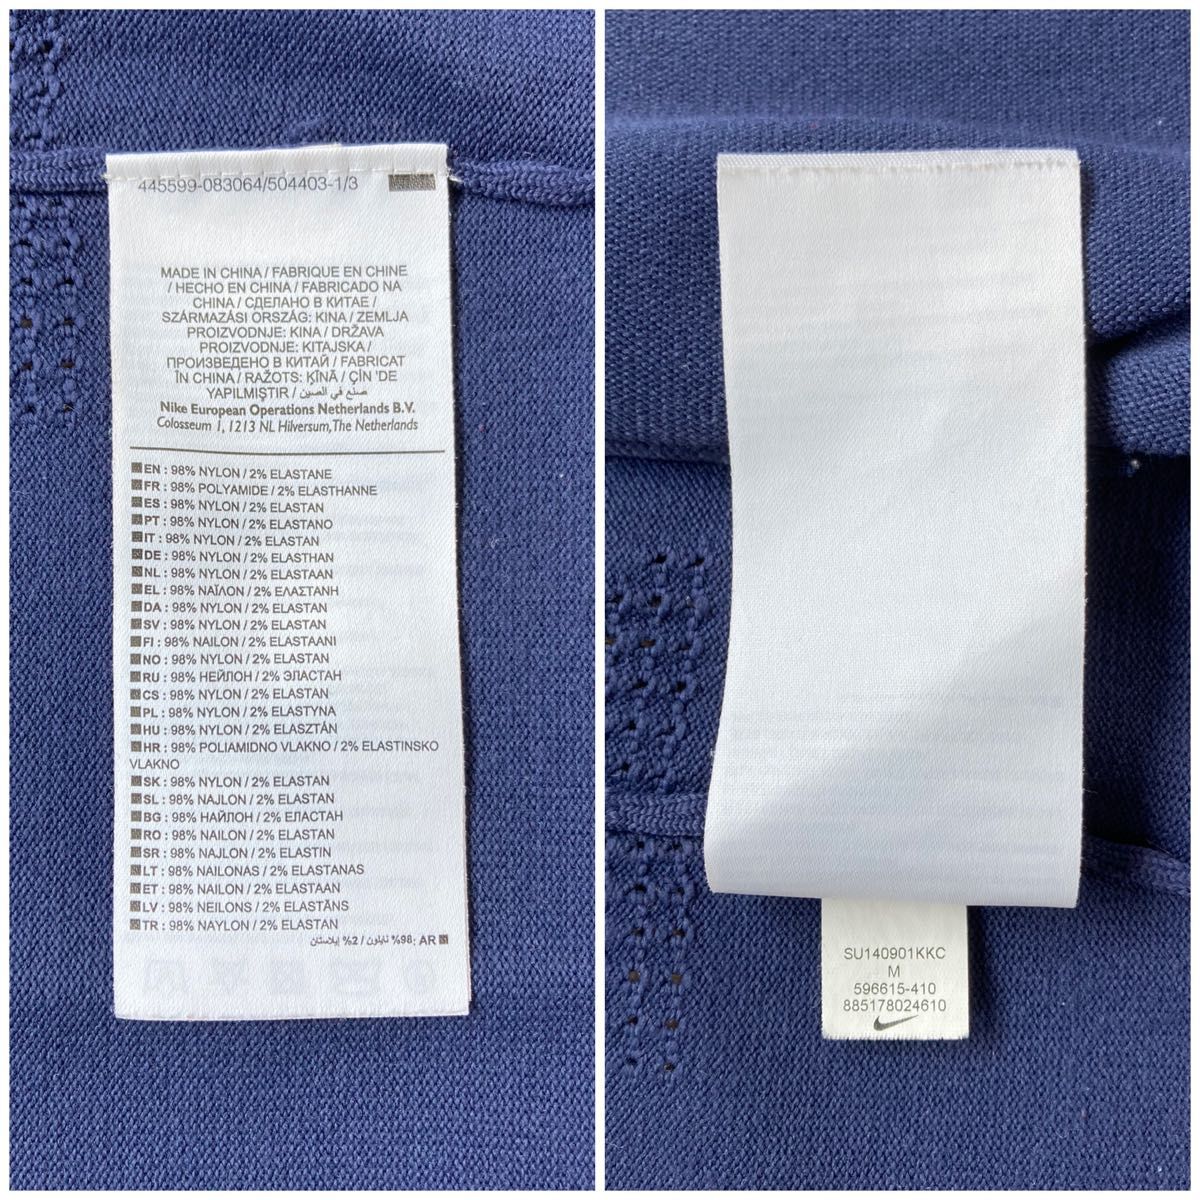 445599-083064/504403-1/3
MADE IN CHINA / FABRIQUE EN CHINE
/ HECHO EN CHINA / FABRICADO NA
CHINA / СДЕЛАНО В КИТАЕ /
SZÁRMAZÁSI ORSZÁG: KINA / ZEMLJA
PROIZVODNJE: KINA / DRŽAVA
PROIZVODNJE: KITAJSKA /
ПРОИЗВЕДЕНО В КИТАЙ / FABRICAT
ÎN CHINA / RAŽOTS: ĶĪNĀ / ÇİN 'DE
YAPILMIŞTIR / صنع في الصين
Nike European Operations Netherlands B.V.
Colosseum 1, 1213 NL Hilversum, The Netherlands
EN : 98% NYLON / 2% ELASTANE
FR : 98% POLYAMIDE / 2% ELASTHANNE
ES : 98% NYLON / 2% ELASTAN
PT : 98% NYLON / 2% ELASTANO
IT : 98% NYLON / 2% ELASTAN
DE : 98% NYLON / 2% ELASTHAN
NL : 98% NYLON / 2% ELASTAAN
EL : 98% ΝΑΪΛΟΝ / 2% ΕΛΑΣΤΑΝΗ
DA : 98% NYLON / 2% ELASTAN
SV : 98% NYLON / 2% ELASTAN
FI : 98% NAILON / 2% ELASTAANI
NO : 98% NYLON / 2% ELASTAN
RU : 98% НЕЙЛОН / 2% ЭЛАСТАН
CS : 98% NYLON / 2% ELASTAN
PL : 98% NYLON / 2% ELASTYNA
HU : 98% NYLON / 2% ELASZTÁN
HR : 98% POLIAMIDNO VLAKNO / 2% ELASTINSKO
VLAKNO
SK : 98% NYLON / 2% ELASTAN
SL : 98% NAJLON / 2% ELASTAN
BG : 98% НАЙЛОН / 2% ЕЛАСТАН
RO : 98% NAILON / 2% ELASTAN
SR : 98% NAJLON / 2% ELASTIN
LT : 98% NAILONAS / 2% ELASTANAS
ET : 98% NAILON / 2% ELASTAAN
LV : 98% NEILONS / 2% ELASTĀNS
TR : 98% NAYLON / 2% ELASTAN
AR : 98% نايلون / 2% إيلاستان
SU140901KKC
M
596615-410
885178024610